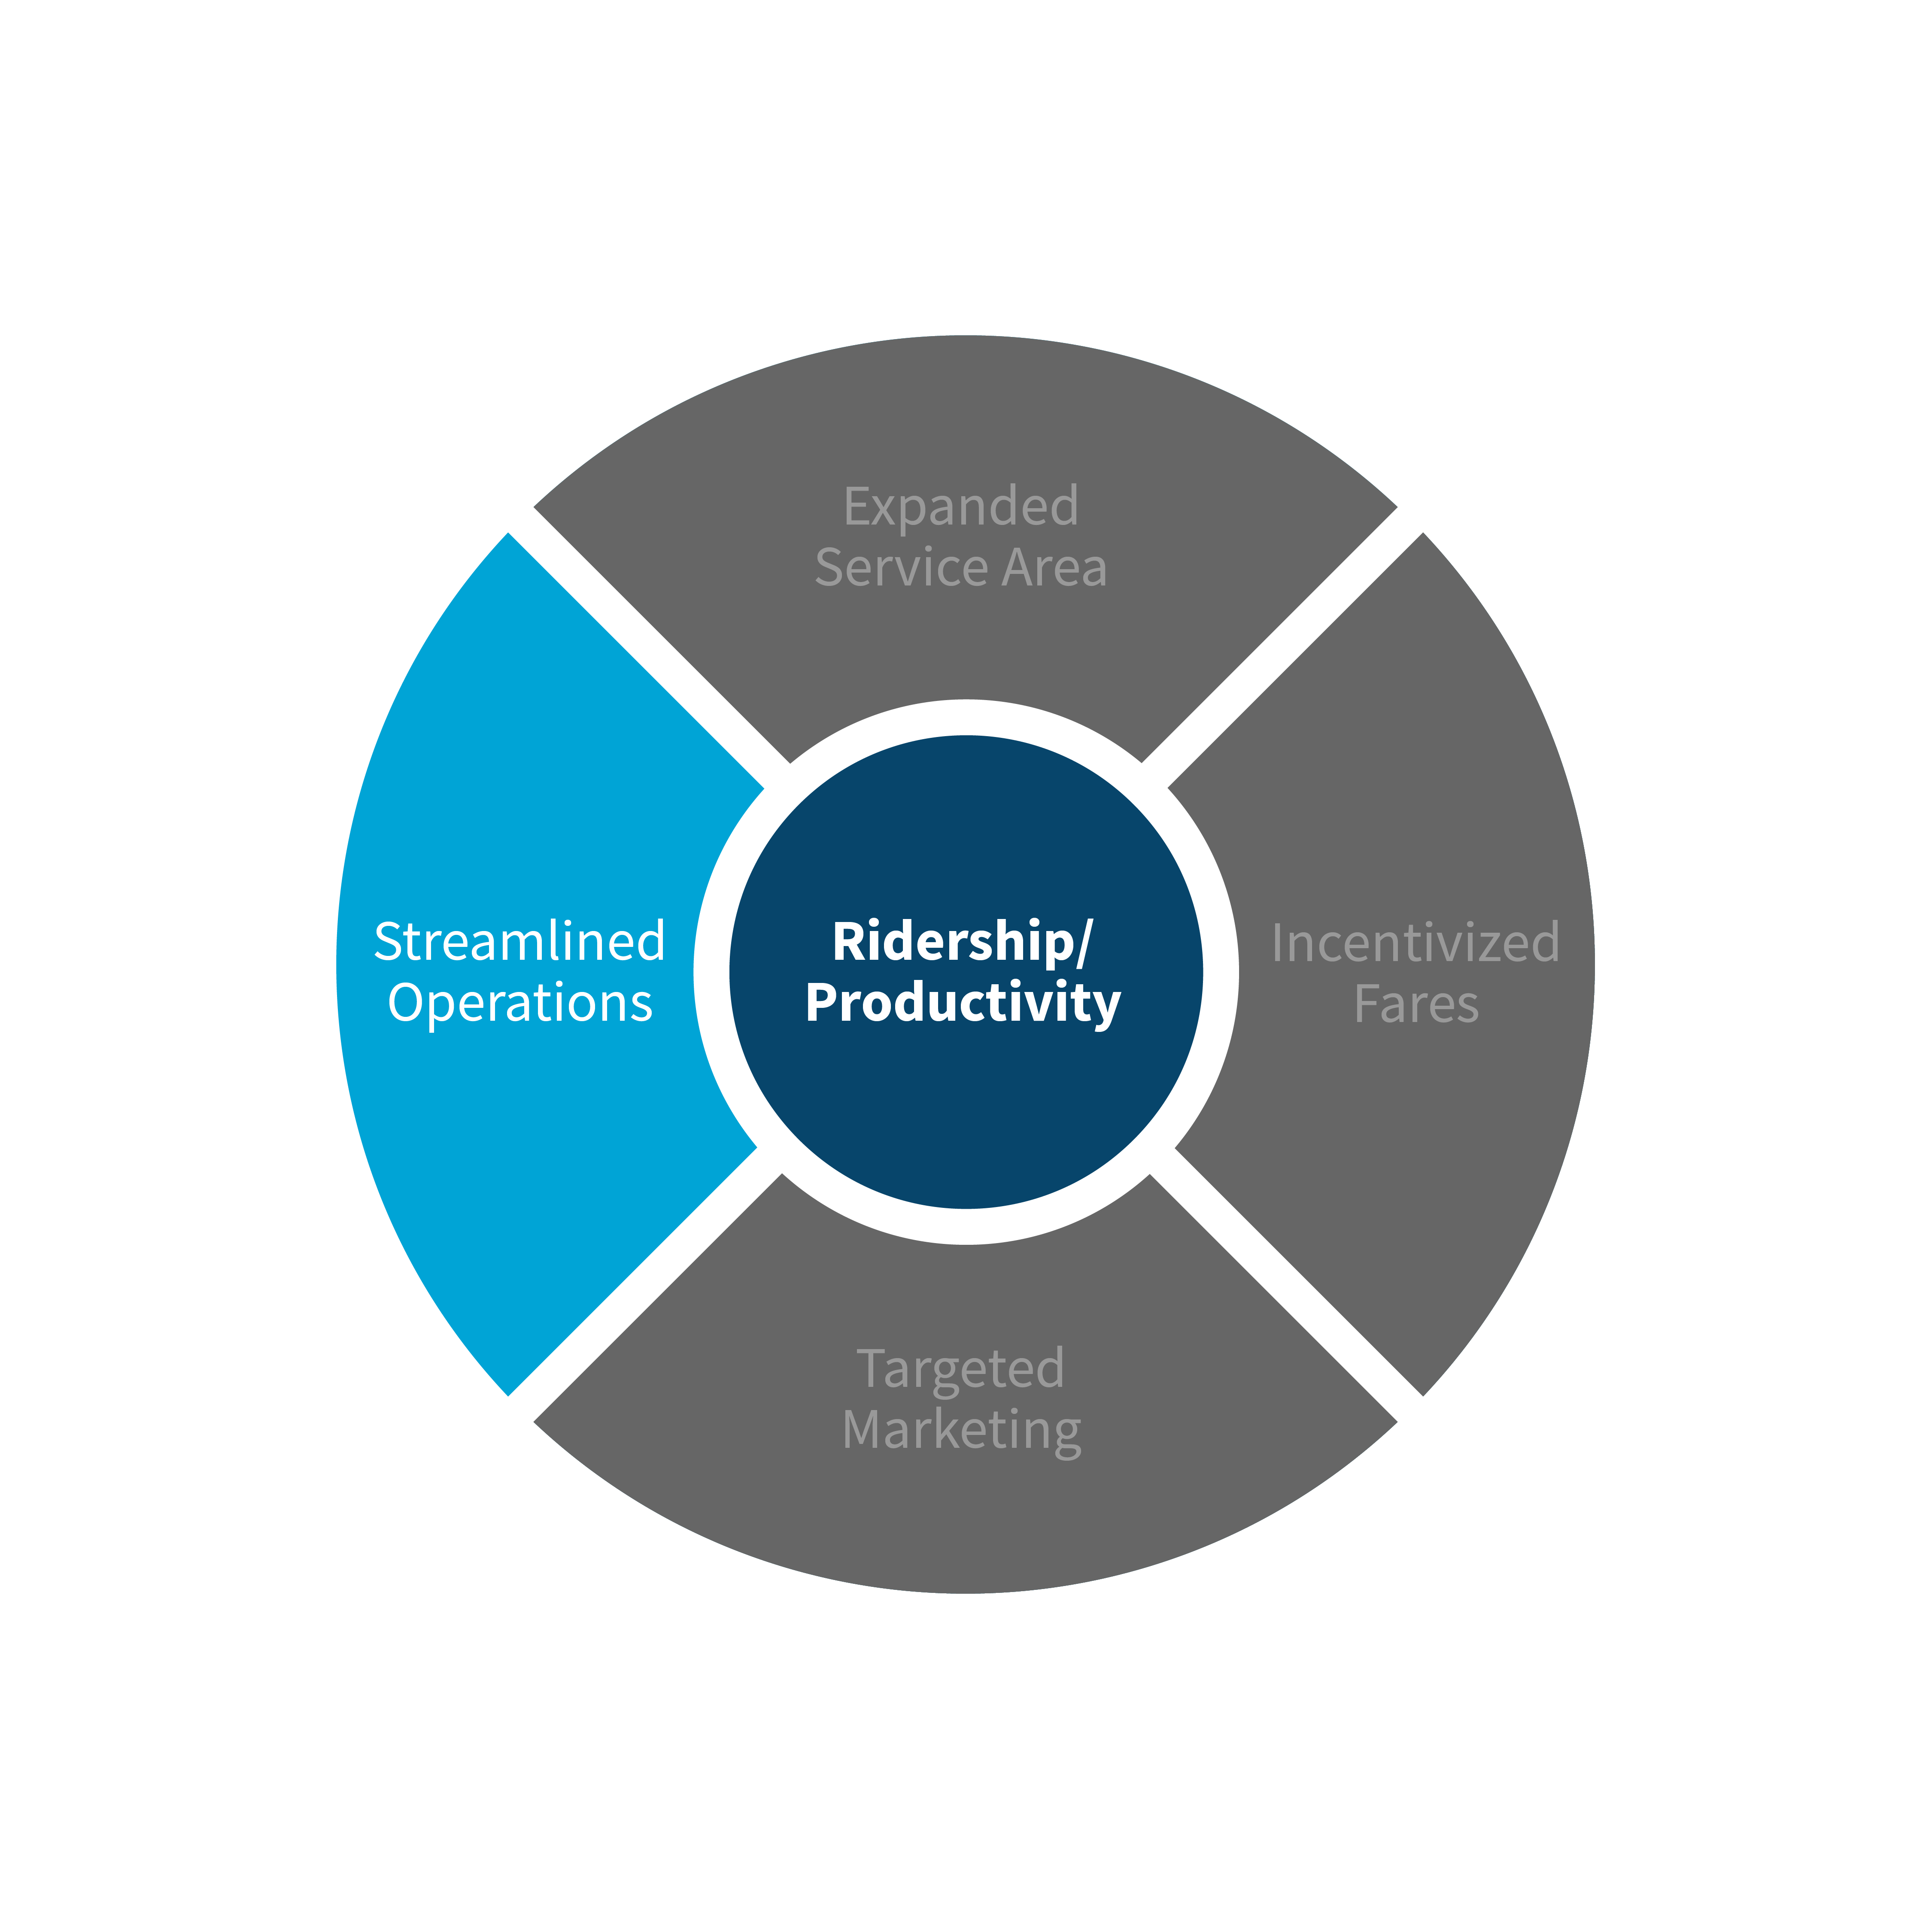 Expanded
Service Area
Streamlined
Operations
Ridership/
Productivity
Incentivized
Fares
Targeted
Marketing